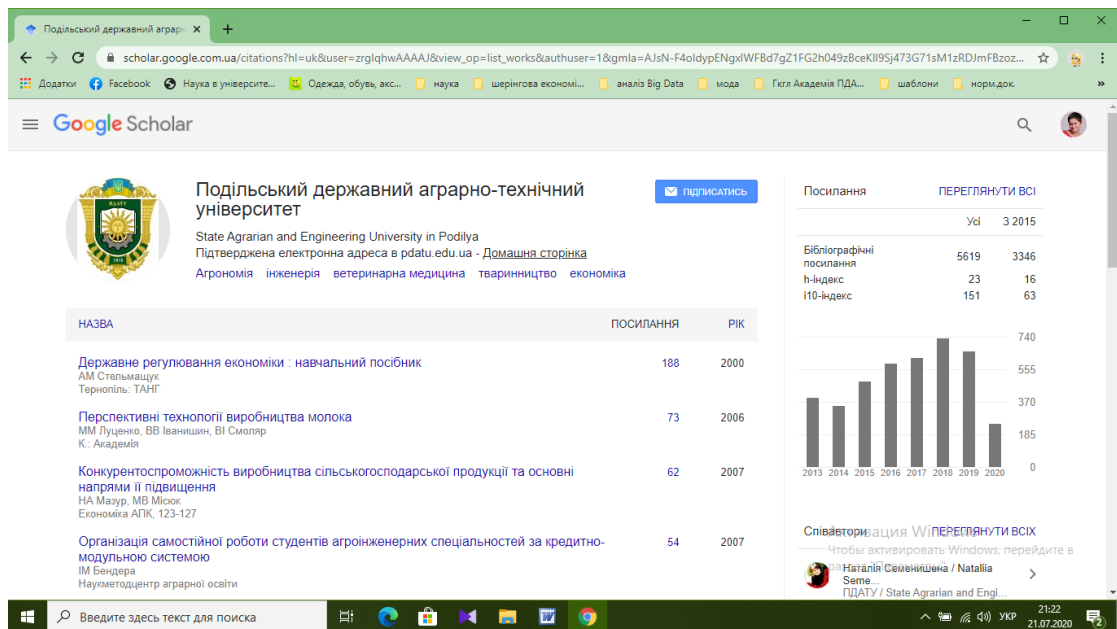 Подільський державний аграрн
scholar.google.com.ua/citations?hl=uk&user=zrglqhwAAAAJ&view_op=list_works&authuser=1&gmla=AJsN-F4oldypENgxlWFBd7gZ1FG2h049zBceKll9Sj473G71sM1zRDJmFBzoz...
Додатки Facebook Наука в університе... Одежда, обувь, акс... наука шерінгова економі... аналіз Big Data мода Гкгл Академія ПДА... шаблони норм.док. »
Google Scholar
Подільський державний аграрно-технічний
університет
State Agrarian and Engineering University in Podilya
Підтверджена електронна адреса в pdatu.edu.ua - Домашня сторінка
Агрономія інженерія ветеринарна медицина тваринництво економіка
ПІДПИСАТИСЬ
НАЗВА ПОСИЛАННЯ РІК
Державне регулювання економіки : навчальний посібник 188 2000
АМ Стельмащук
Тернопіль: ТАНГ
Перспективні технології виробництва молока 73 2006
ММ Луценко, ВВ Іванишин, ВІ Смоляр
К.: Академія
Конкурентоспроможність виробництва сільськогосподарської продукції та основні 62 2007
напрями її підвищення
НА Мазур, МВ Місюк
Економіка АПК, 123-127
Організація самостійної роботи студентів агроінженерних спеціальностей за кредитно- 54 2007
модульною системою
ІМ Бендера
Наукметодцентр аграрної освіти
Посилання ПЕРЕГЛЯНУТИ ВСІ
Усі З 2015
Бібліографічні
посилання 5619 3346
h-індекс 23 16
i10-індекс 151 63
740
555
370
185
0
2013 2014 2015 2016 2017 2018 2019 2020
Співавтори ПЕРЕГЛЯНУТИ ВСІХ
Активация Windows
Чтобы активировать Windows, перейдите в
раздел "Параметры".
Наталія Семенишена / Nataliia
Seme...
ПДАТУ / State Agrarian and Engi...
Введите здесь текст для поиска
УКР
21:22
21.07.2020
2